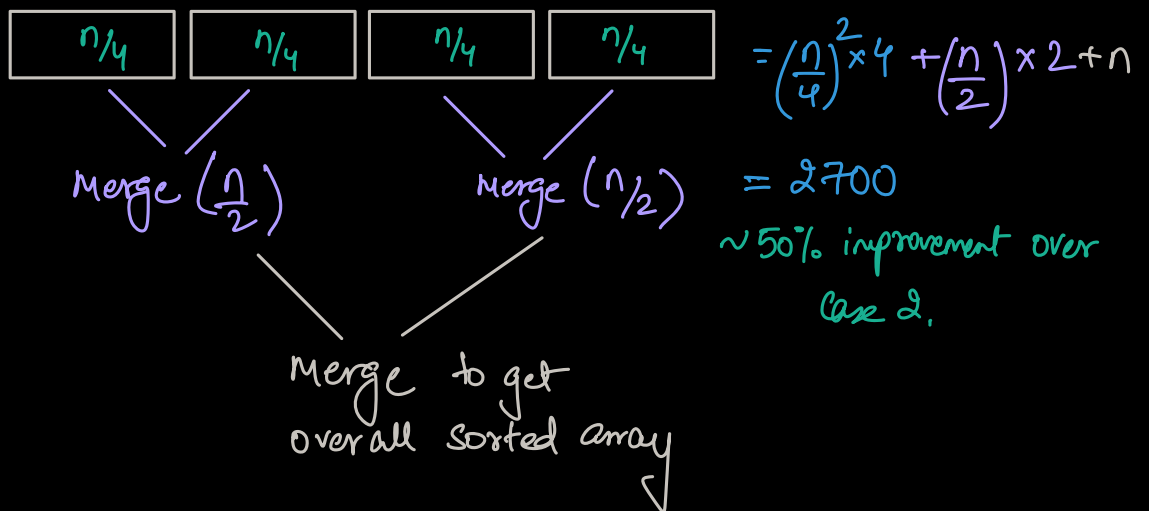 n/4 n/4 n/4 n/4
= (n/4)² × 4 + (n/2) × 2 + n
Merge (n/2) Merge (n/2)
= 2700
~50% improvement over
Case 2.
Merge to get
overall sorted array